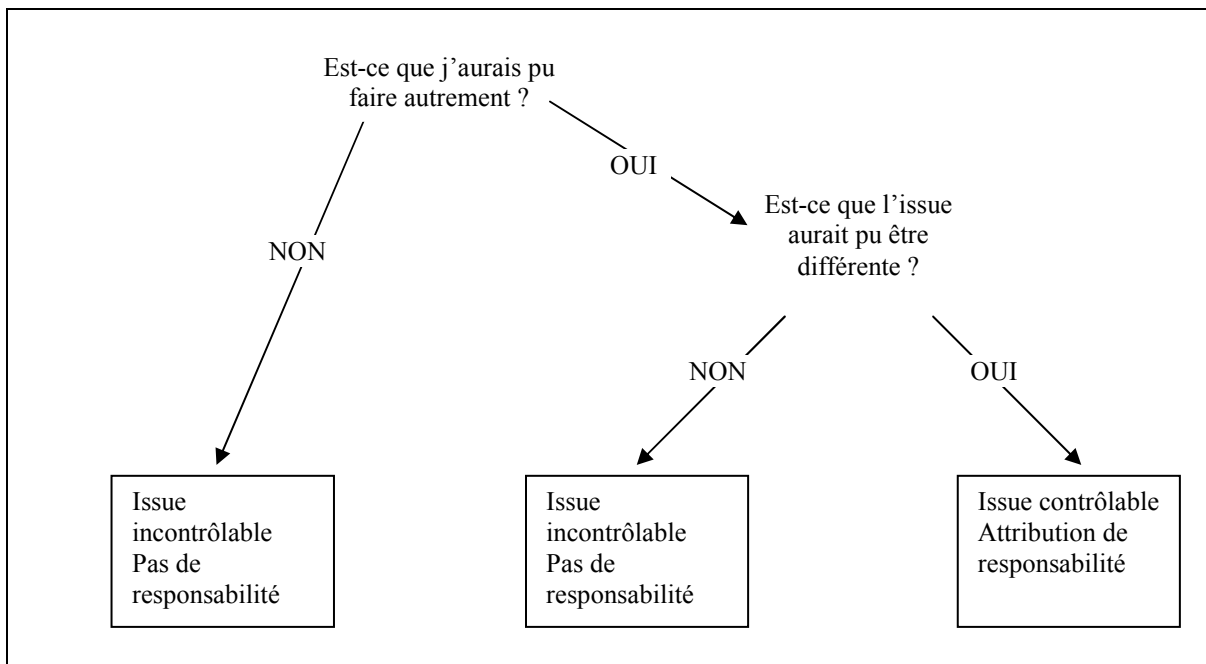 Est-ce que j’aurais pu
faire autrement ?
OUI
Est-ce que l’issue
aurait pu être
différente ?
NON
NON
OUI
Issue
incontrôlable
Pas de
responsabilité
Issue
incontrôlable
Pas de
responsabilité
Issue contrôlable
Attribution de
responsabilité